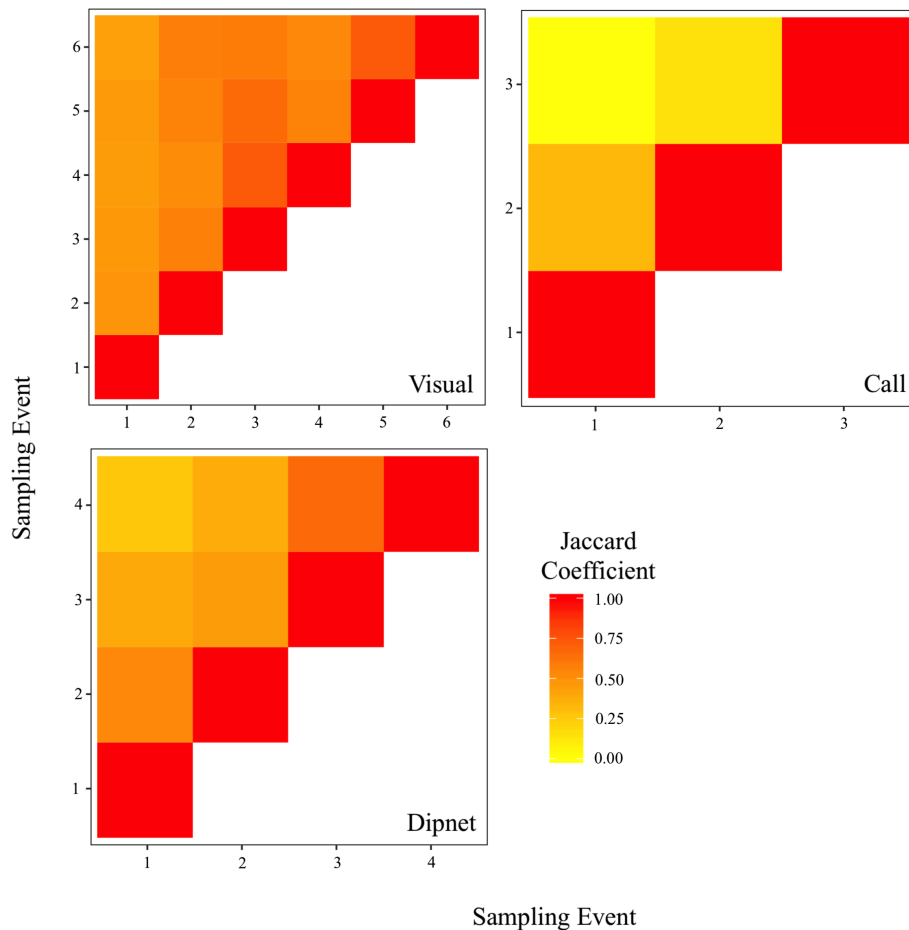 6
5
4
3
2
1
Visual
1 2 3 4 5 6
3
2
1
Call
1 2 3
Sampling Event
4
3
2
1
Dipnet
1 2 3 4
Jaccard
Coefficient
1.00
0.75
0.50
0.25
0.00
Sampling Event